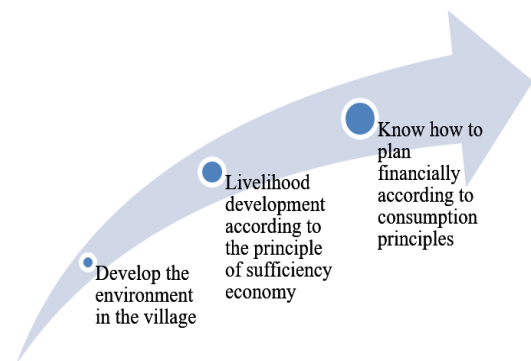 Develop the
environment
in the village
Livelihood
development
according to
the principle
of sufficiency
economy
Know how to
plan
financially
according to
consumption
principles